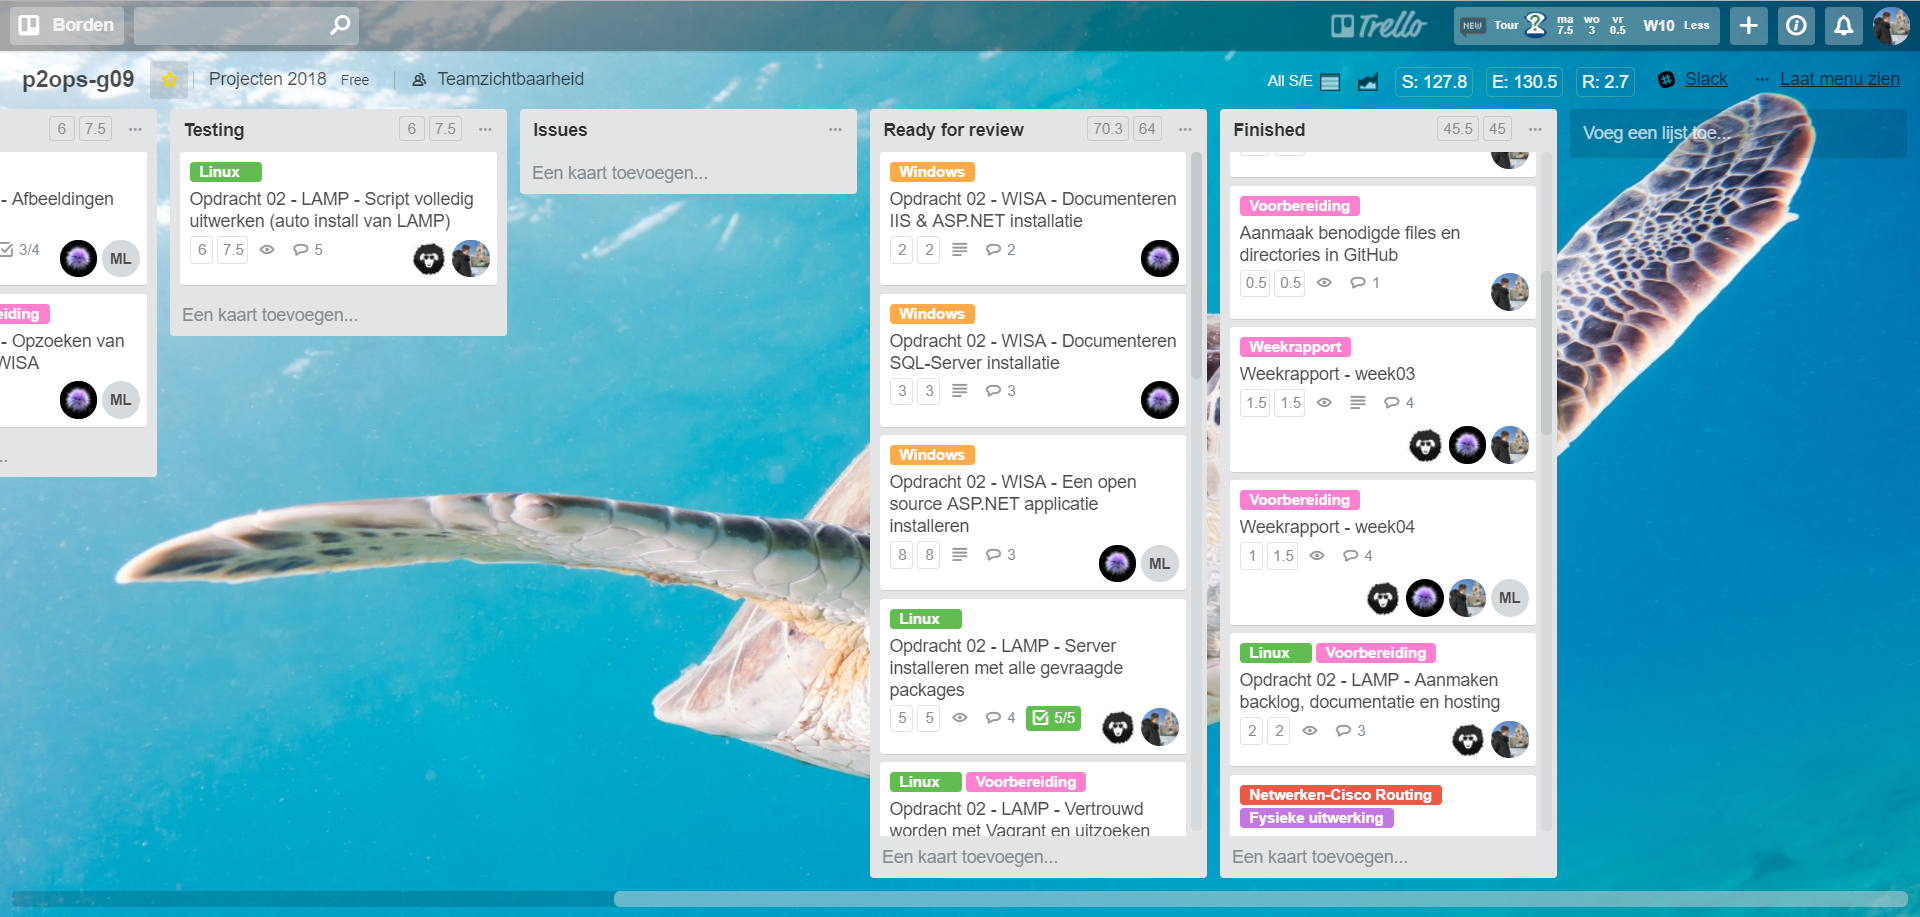 Borden
Trello
NEW Tour
ma 7.5 wo 3 vr 0.5
W10 Less
p2ops-g09
Projecten 2018 Free
Teamzichtbaarheid
All S/E
S: 127.8 E: 130.5 R: 2.7
Slack
Laat menu zien
6 7.5
- Afbeeldingen
3/4
ML
eiding
- Opzoeken van
WISA
ML
...
Testing
6 7.5
Linux
Opdracht 02 - LAMP - Script volledig
uitwerken (auto install van LAMP)
6 7.5 5
Een kaart toevoegen...
Issues
Een kaart toevoegen...
Ready for review
70.3 64
Windows
Opdracht 02 - WISA - Documenteren
IIS & ASP.NET installatie
2 2 2
Windows
Opdracht 02 - WISA - Documenteren
SQL-Server installatie
3 3 3
Windows
Opdracht 02 - WISA - Een open
source ASP.NET applicatie
installeren
8 8 3
ML
Linux
Opdracht 02 - LAMP - Server
installeren met alle gevraagde
packages
5 5 4 5/5
Linux Voorbereiding
Opdracht 02 - LAMP - Vertrouwd
worden met Vagrant en uitzoeken
Een kaart toevoegen...
Finished
45.5 45
Voorbereiding
Aanmaak benodigde files en
directories in GitHub
0.5 0.5 1
Weekrapport
Weekrapport - week03
1.5 1.5 4
Voorbereiding
Weekrapport - week04
1 1.5 4
ML
Linux Voorbereiding
Opdracht 02 - LAMP - Aanmaken
backlog, documentatie en hosting
2 2 3
Netwerken-Cisco Routing
Fysieke uitwerking
Een kaart toevoegen...
Voeg een lijst toe...